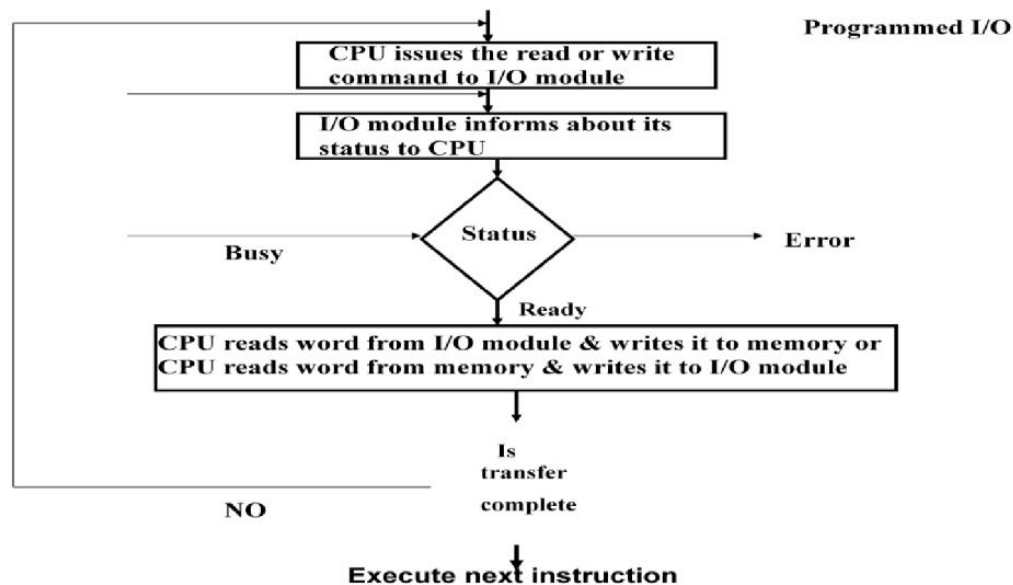 Programmed I/O
CPU issues the read or write
command to I/O module
I/O module informs about its
status to CPU
Status
Busy
Error
Ready
CPU reads word from I/O module & writes it to memory or
CPU reads word from memory & writes it to I/O module
Is
transfer
complete
NO
Execute next instruction